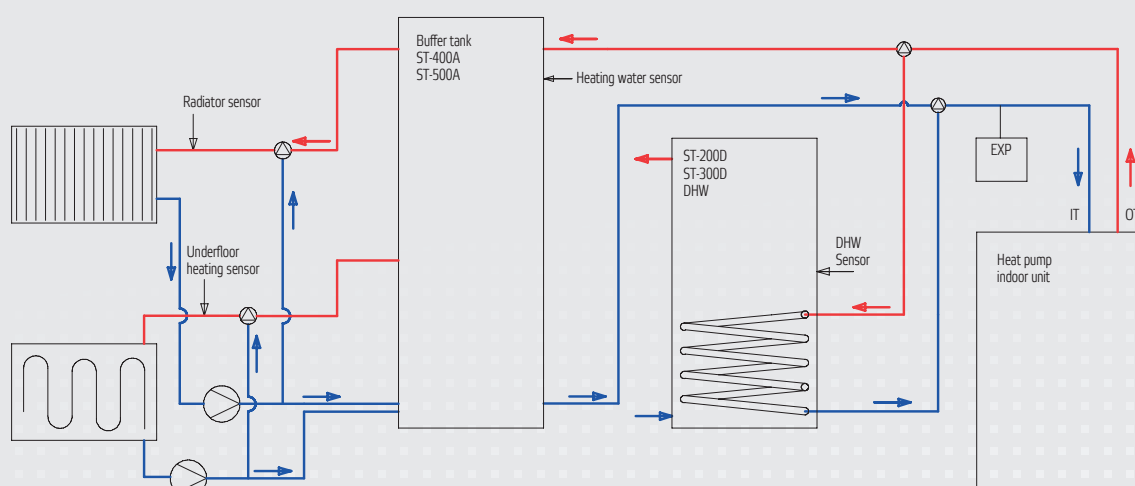 Buffer tank
ST-400A
ST-500A
Heating water sensor
Radiator sensor
ST-200D
ST-300D
DHW
EXP
IT
OT
Underfloor
heating sensor
DHW
Sensor
Heat pump
indoor unit